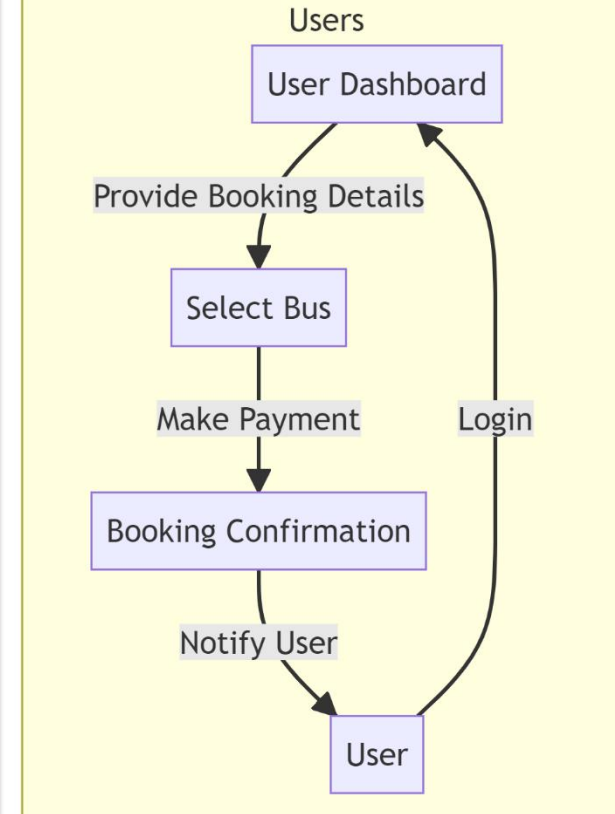 Users
User Dashboard
Provide Booking Details
Select Bus
Make Payment
Login
Booking Confirmation
Notify User
User